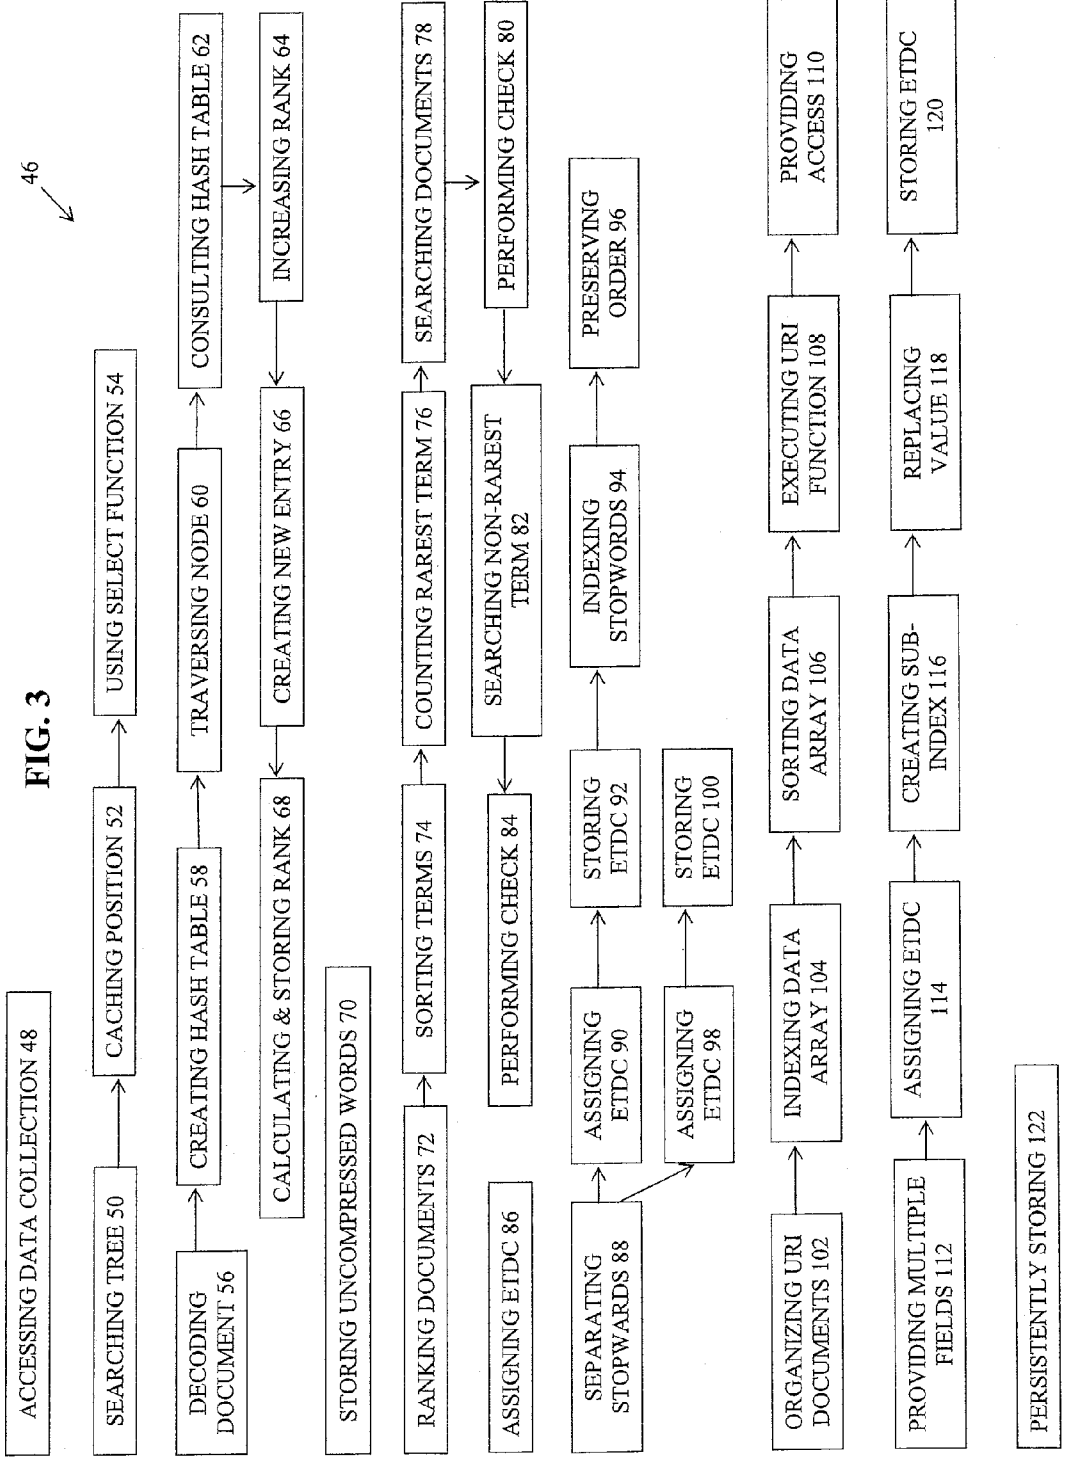 FIG. 3
46
ACCESSING DATA COLLECTION 48
SEARCHING TREE 50
CACHING POSITION 52
USING SELECT FUNCTION 54
DECODING
DOCUMENT 56
CREATING HASH TABLE 58
TRAVERSING NODE 60
CONSULTING HASH TABLE 62
INCREASING RANK 64
CREATING NEW ENTRY 66
CALCULATING & STORING RANK 68
STORING UNCOMPRESSED WORDS 70
RANKING DOCUMENTS 72
SORTING TERMS 74
COUNTING RAREST TERM 76
SEARCHING DOCUMENTS 78
PERFORMING CHECK 80
SEARCHING NON-RAREST
TERM 82
PERFORMING CHECK 84
ASSIGNING ETDC 86
SEPARATING
STOPWARDS 88
ASSIGNING
ETDC 90
STORING
ETDC 92
INDEXING
STOPWORDS 94
PRESERVING
ORDER 96
ASSIGNING
ETDC 98
STORING
ETDC 100
ORGANIZING URI
DOCUMENTS 102
INDEXING DATA
ARRAY 104
SORTING DATA
ARRAY 106
EXECUTING URI
FUNCTION 108
PROVIDING
ACCESS 110
PROVIDING MULTIPLE
FIELDS 112
ASSIGNING ETDC
114
CREATING SUB-
INDEX 116
REPLACING
VALUE 118
STORING ETDC
120
PERSISTENTLY STORING 122